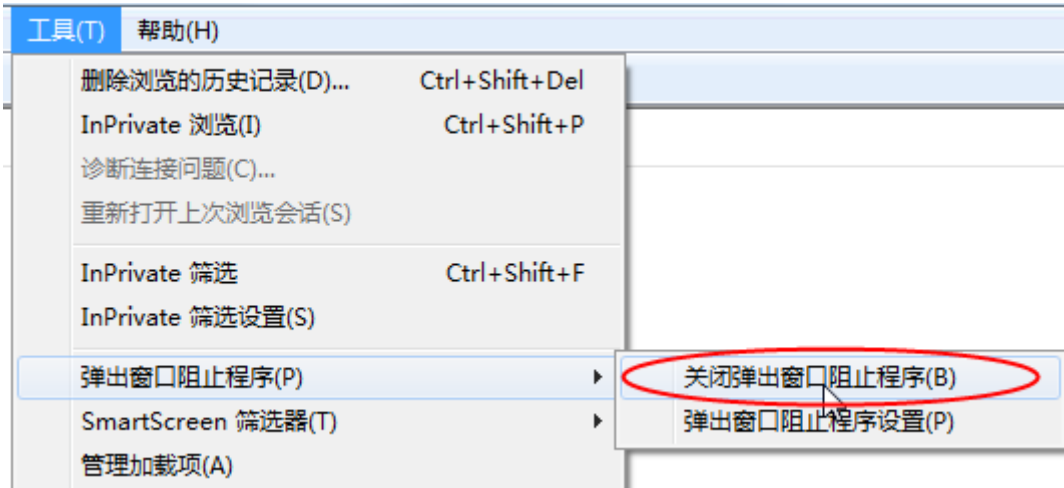 工具(T) 帮助(H)
删除浏览的历史记录(D)... Ctrl+Shift+Del
InPrivate 浏览(I) Ctrl+Shift+P
诊断连接问题(C)...
重新打开上次浏览会话(S)
InPrivate 筛选 Ctrl+Shift+F
InPrivate 筛选设置(S)
弹出窗口阻止程序(P) 关闭弹出窗口阻止程序(B)
SmartScreen 筛选器(T) 弹出窗口阻止程序设置(P)
管理加载项(A)